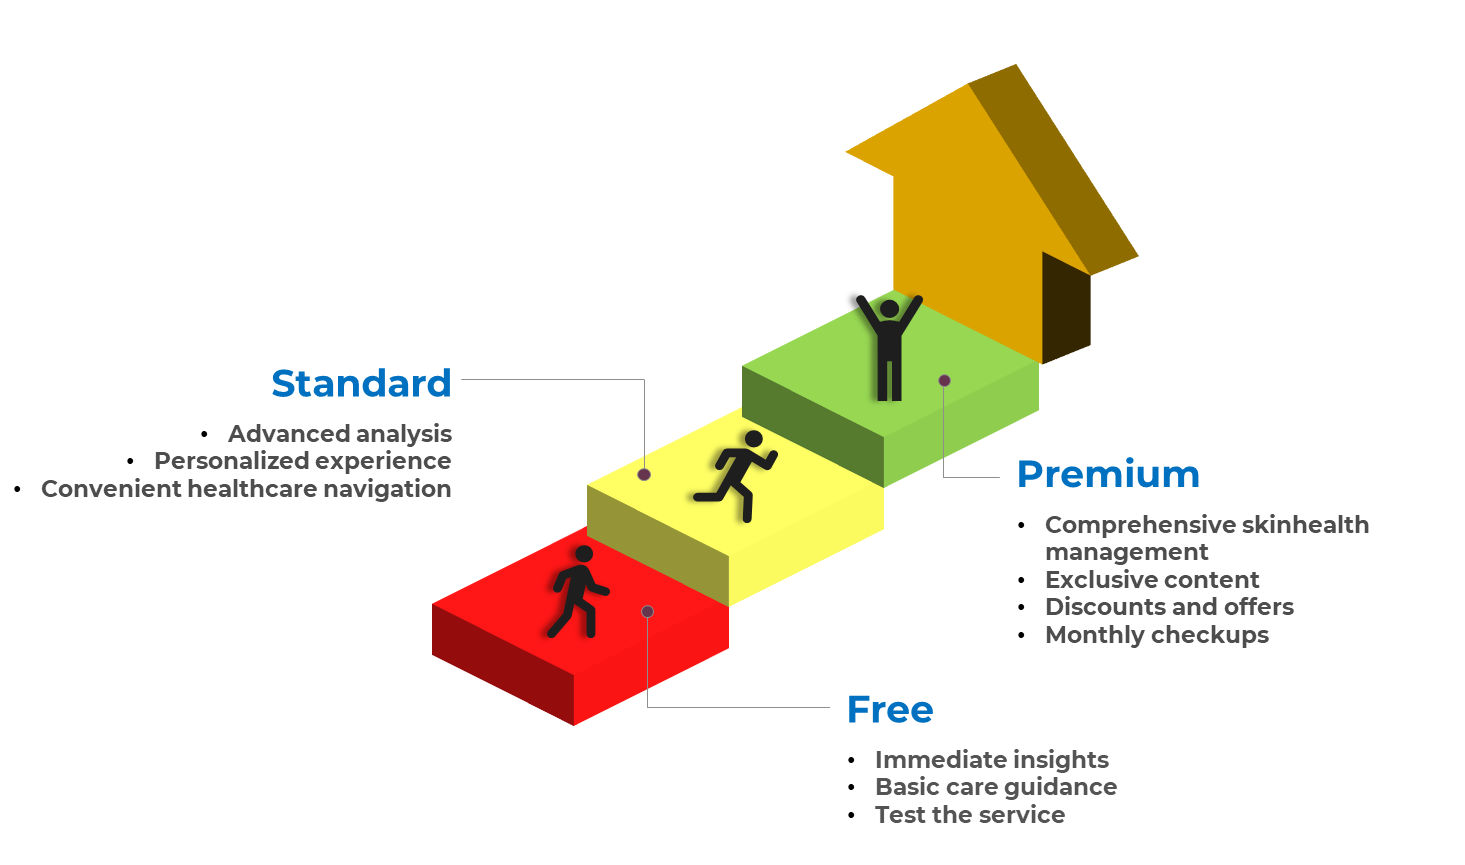 Standard
• Advanced analysis
• Personalized experience
• Convenient healthcare navigation
Premium
• Comprehensive skinhealth
management
• Exclusive content
• Discounts and offers
• Monthly checkups
Free
• Immediate insights
• Basic care guidance
• Test the service